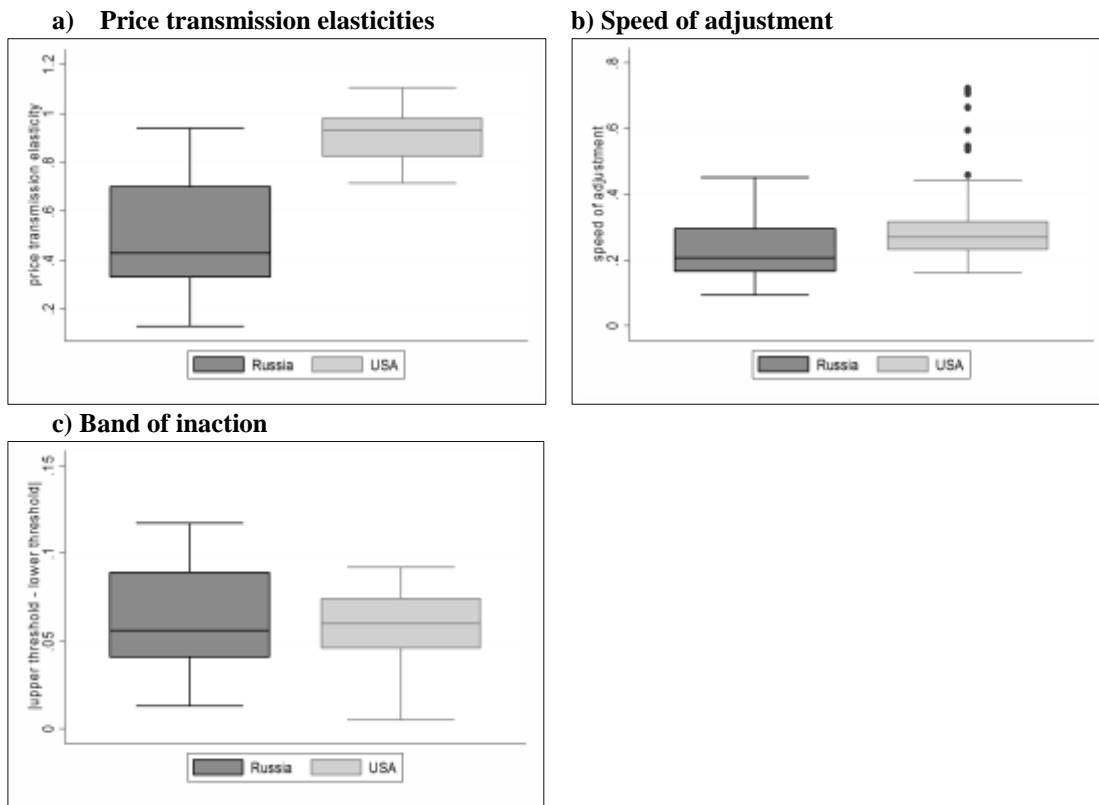 a) Price transmission elasticities
price transmission elasticity
1.2
1
.8
.6
.4
.2
Russia USA
b) Speed of adjustment
speed of adjustment
.8
.6
.4
.2
0
Russia USA
c) Band of inaction
|upper threshold - lower threshold|
.15
.1
.05
0
Russia USA